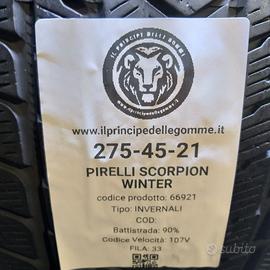 IL PRINCIPE DELLE GOMME
www.ilprincipedellegomme.it
275-45-21
PIRELLI SCORPION
WINTER
codice prodotto: 66921
Tipo: INVERNALI
COD:
Battistrada: 90%
Codice Velocità: 107V
FILA: 33
subito